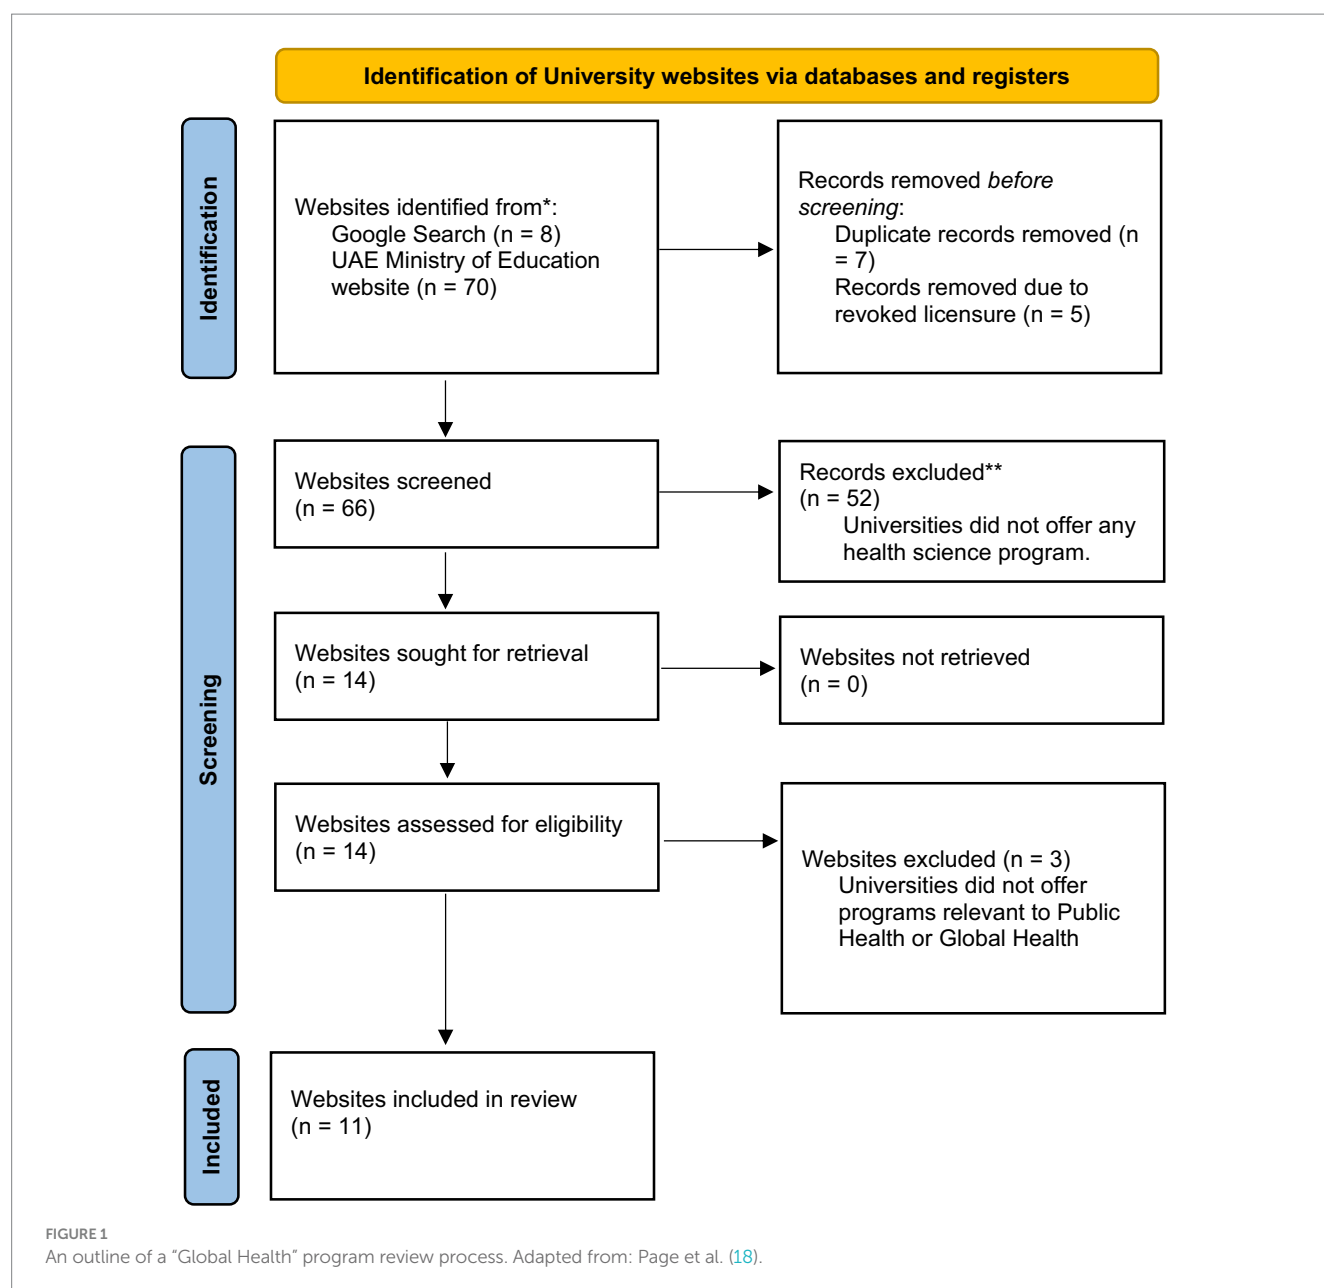 Identification of University websites via databases and registers
Identification
Websites identified from*:
Google Search (n = 8)
UAE Ministry of Education
website (n = 70)
Records removed before
screening:
Duplicate records removed (n
= 7)
Records removed due to
revoked licensure (n = 5)
Screening
Websites screened
(n = 66)
Records excluded**
(n = 52)
Universities did not offer any
health science program.
Websites sought for retrieval
(n = 14)
Websites not retrieved
(n = 0)
Websites assessed for eligibility
(n = 14)
Websites excluded (n = 3)
Universities did not offer
programs relevant to Public
Health or Global Health
Included
Websites included in review
(n = 11)
FIGURE 1
An outline of a “Global Health” program review process. Adapted from: Page et al. (18).